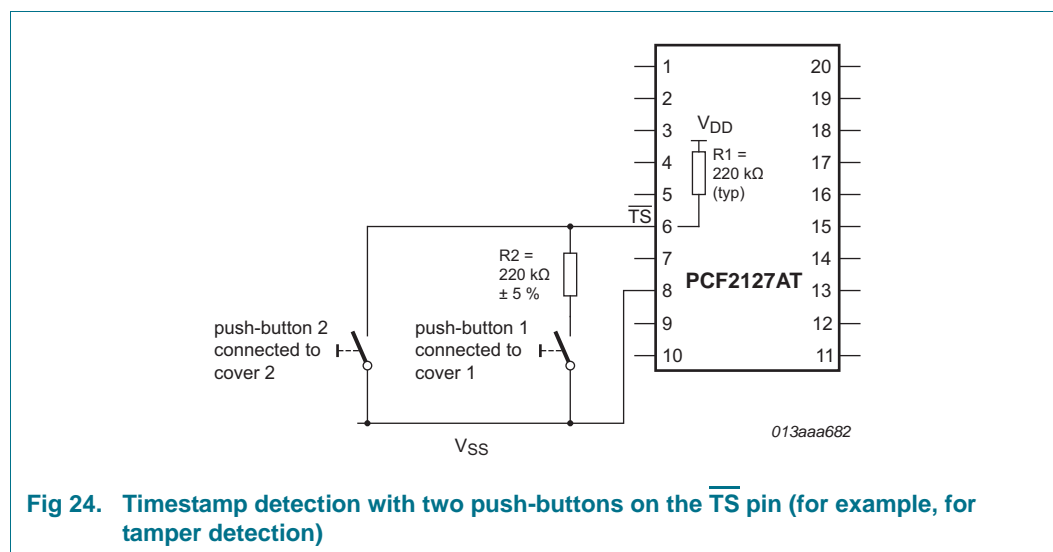 1
2
3
4
5
6
7
8
9
10
20
19
18
17
16
15
14
13
12
11
VDD
R1 =
220 kΩ
(typ)
TS
PCF2127AT
R2 =
220 kΩ
± 5 %
push-button 2
connected to
cover 2
push-button 1
connected to
cover 1
VSS
013aaa682
Fig 24. Timestamp detection with two push-buttons on the TS pin (for example, for
tamper detection)